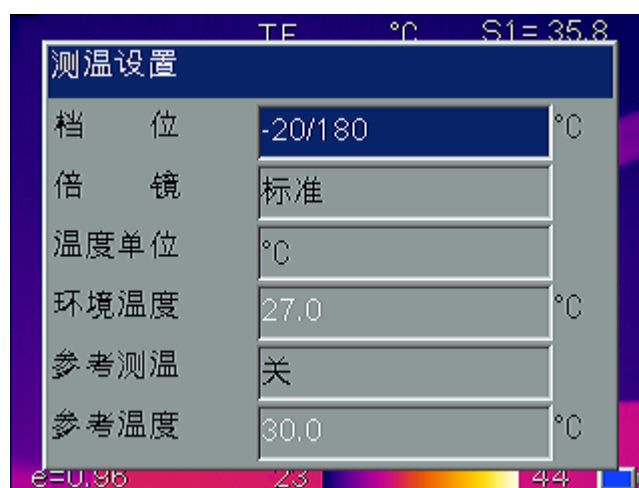 TE °C S1= 35.8
测温设置
档 位 -20/180 °C
倍 镜 标准
温度单位 °C
环境温度 27.0 °C
参考测温 关
参考温度 30.0 °C
e=0.96 23 44